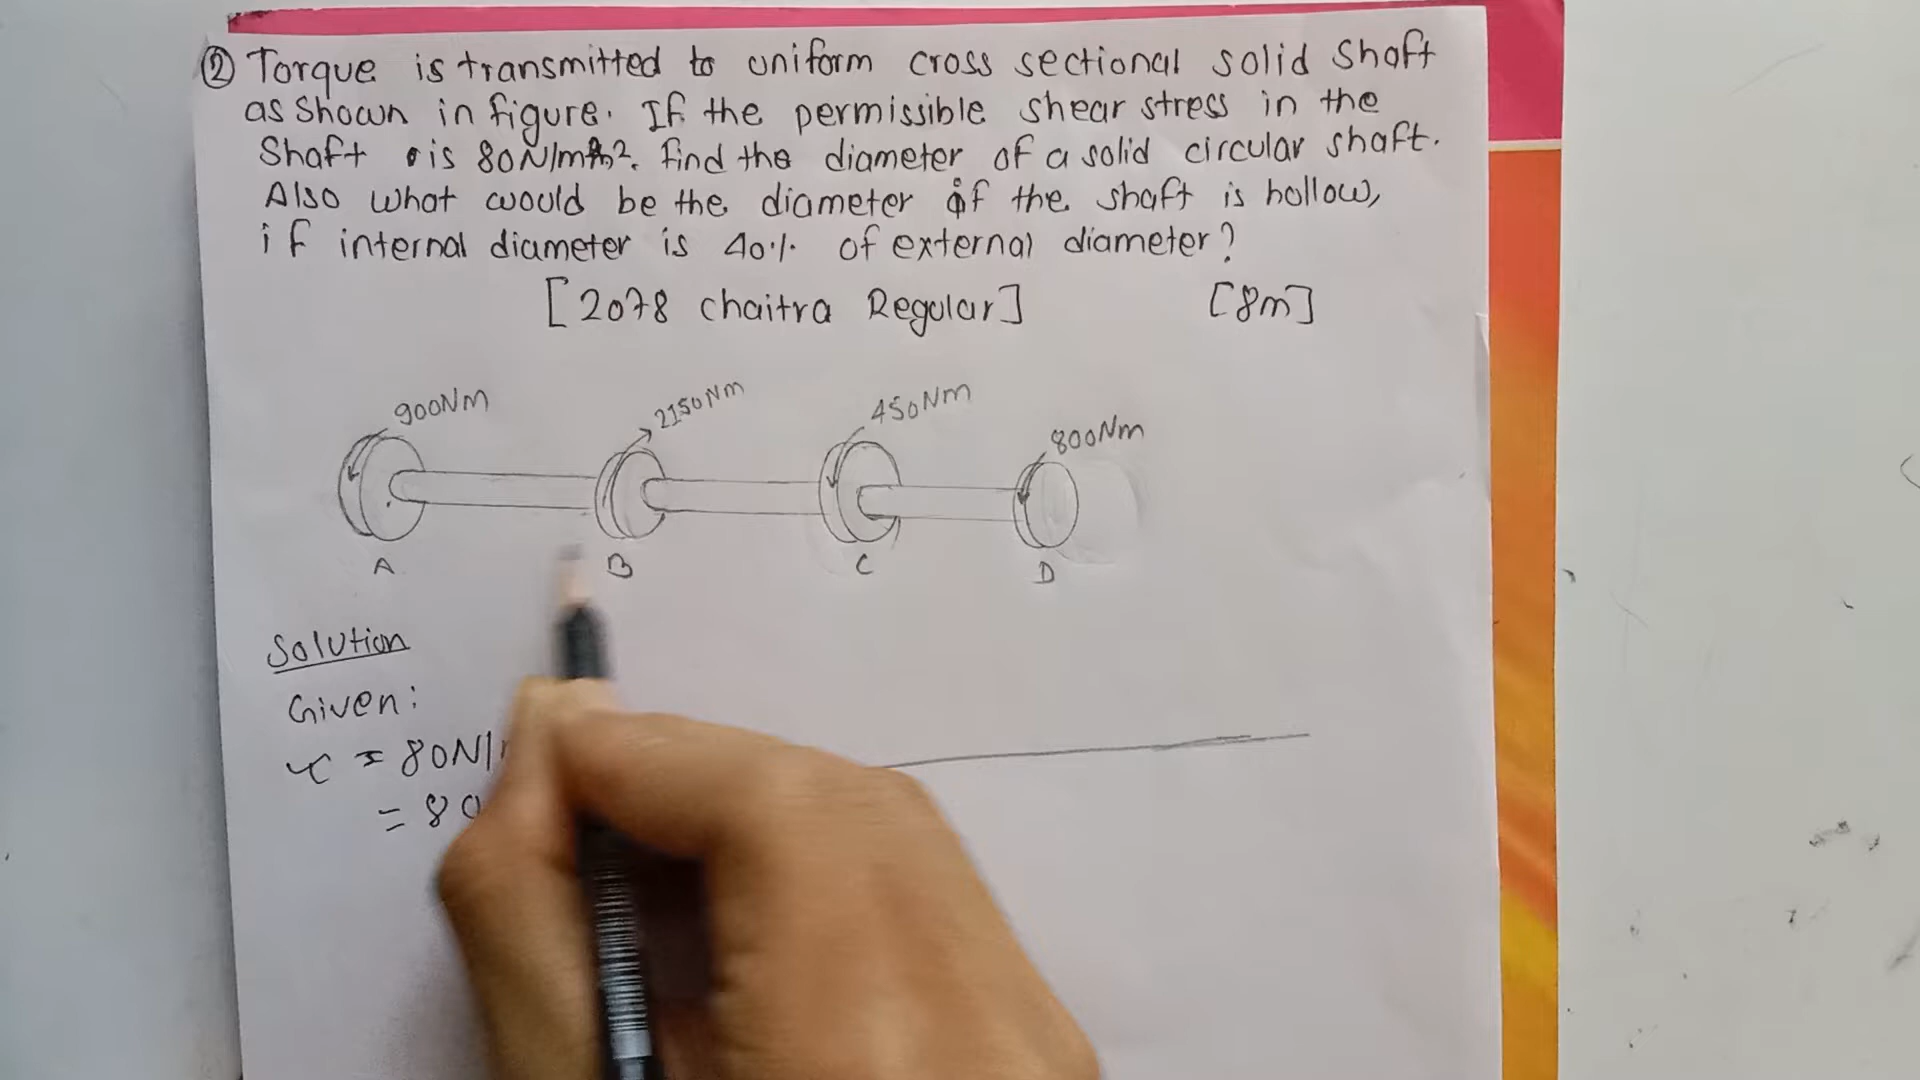 ② Torque is transmitted to uniform cross sectional solid shaft
as shown in figure. If the permissible shear stress in the
shaft is 80N/mm². Find the diameter of a solid circular shaft.
Also what would be the diameter if the shaft is hollow,
if internal diameter is 40% of external diameter?
[2078 Chaitra Regular] [8m]
900Nm 2150Nm 450Nm 800Nm
A B C D
Solution
Given:
τ = 80N/
= 80